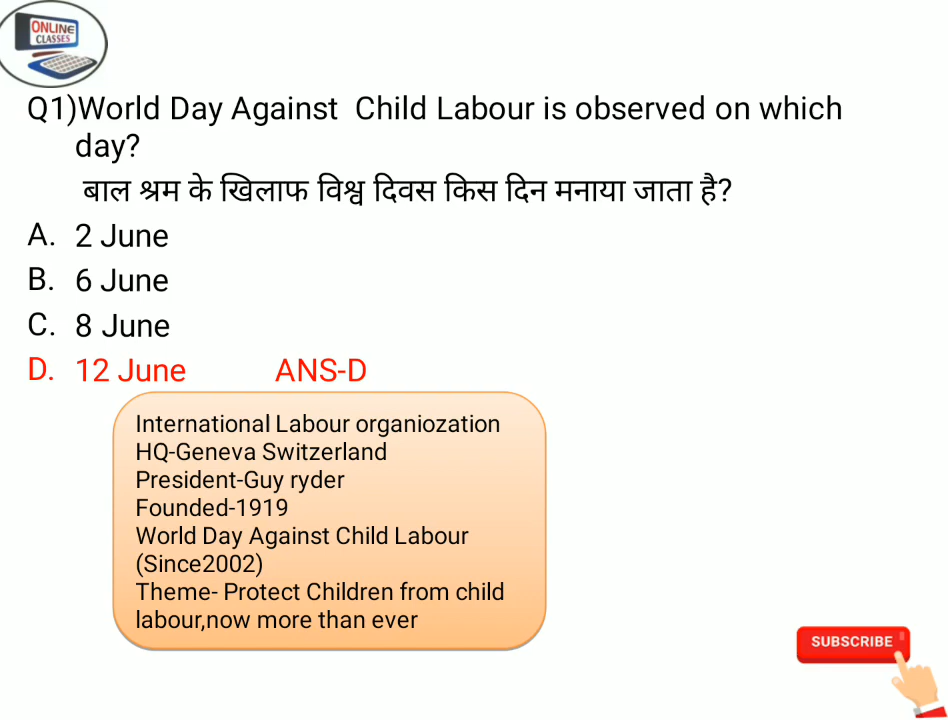 ONLINE
CLASSES
Q1)World Day Against Child Labour is observed on which
day?
बाल श्रम के खिलाफ विश्व दिवस किस दिन मनाया जाता है?
A. 2 June
B. 6 June
C. 8 June
D. 12 June ANS-D
International Labour organiozation
HQ-Geneva Switzerland
President-Guy ryder
Founded-1919
World Day Against Child Labour
(Since2002)
Theme- Protect Children from child
labour,now more than ever
SUBSCRIBE